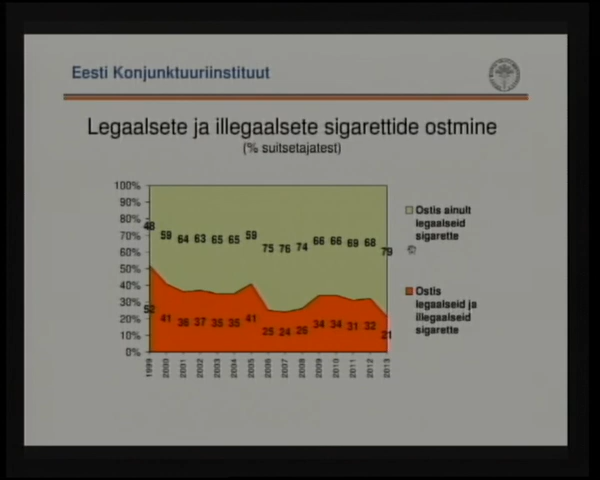 Eesti Konjunktuuriinstituut
Legaalsete ja illegaalsete sigarettide ostmine
(% suitsetajatest)
100%
90%
80%
70%
60%
50%
40%
30%
20%
10%
0%
48 59 64 63 65 65 59 75 76 74 66 66 69 68 79
52 41 36 37 35 35 41 25 24 26 34 34 31 32 21
1999 2000 2001 2002 2003 2004 2005 2006 2007 2008 2009 2010 2011 2012 2013
Ostis ainult
legaalseid
sigarette
Ostis
legaalseid ja
illegaalseid
sigarette